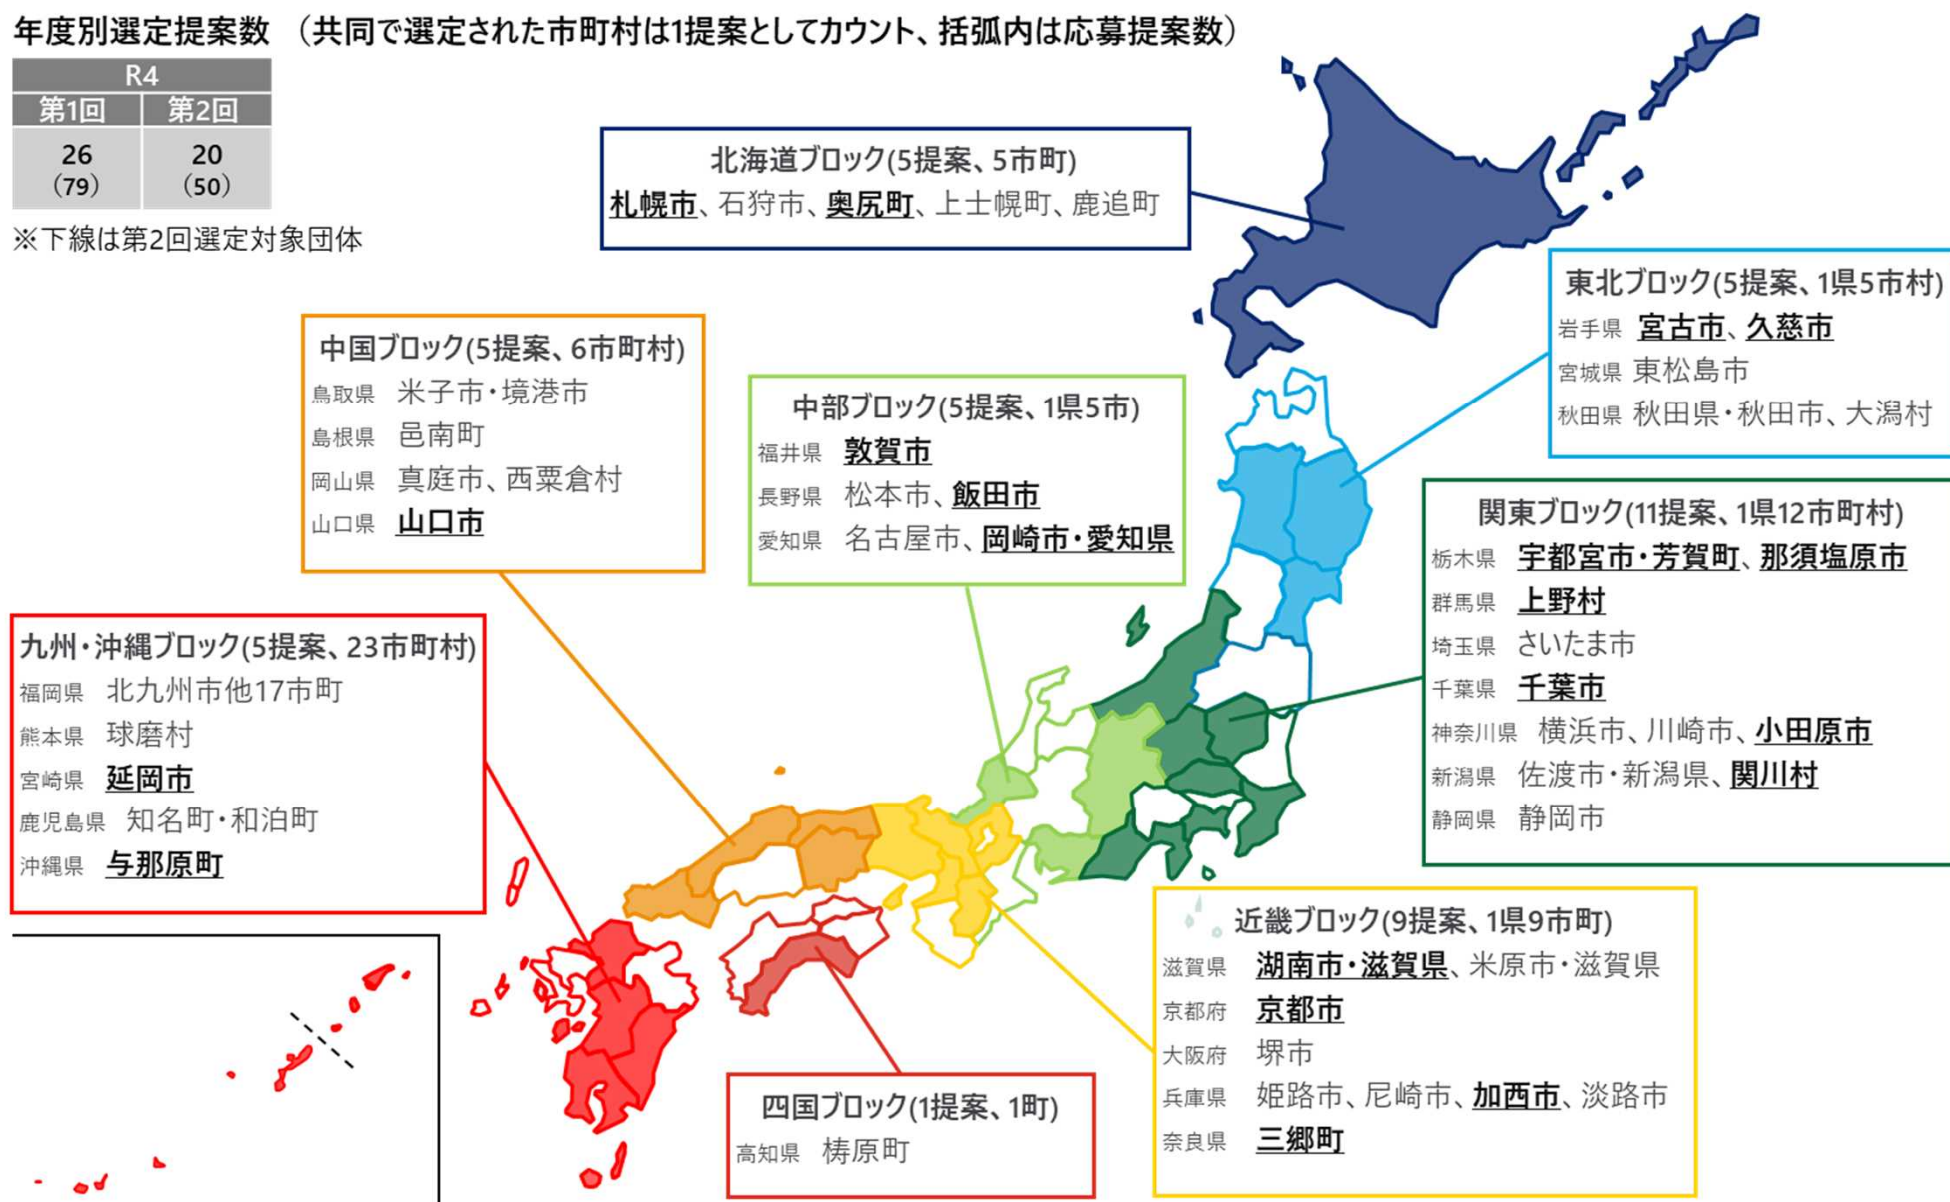 年度別選定提案数 （共同で選定された市町村は1提案としてカウント、括弧内は応募提案数）
R4
第1回 第2回
26 20
（79） （50）
※下線は第2回選定対象団体
北海道ブロック(5提案、5市町)
札幌市、石狩市、奥尻町、上士幌町、鹿追町
東北ブロック(5提案、1県5市村)
岩手県 宮古市、久慈市
宮城県 東松島市
秋田県 秋田県・秋田市、大潟村
中国ブロック(5提案、6市町村)
鳥取県 米子市・境港市
島根県 邑南町
岡山県 真庭市、西粟倉村
山口県 山口市
中部ブロック(5提案、1県5市)
福井県 敦賀市
長野県 松本市、飯田市
愛知県 名古屋市、岡崎市・愛知県
関東ブロック(11提案、1県12市町村)
栃木県 宇都宮市・芳賀町、那須塩原市
群馬県 上野村
埼玉県 さいたま市
千葉県 千葉市
神奈川県 横浜市、川崎市、小田原市
新潟県 佐渡市・新潟県、関川村
静岡県 静岡市
九州・沖縄ブロック(5提案、23市町村)
福岡県 北九州市他17市町
熊本県 球磨村
宮崎県 延岡市
鹿児島県 知名町・和泊町
沖縄県 与那原町
近畿ブロック(9提案、1県9市町)
滋賀県 湖南市・滋賀県、米原市・滋賀県
京都府 京都市
大阪府 堺市
兵庫県 姫路市、尼崎市、加西市、淡路市
奈良県 三郷町
四国ブロック(1提案、1町)
高知県 梼原町